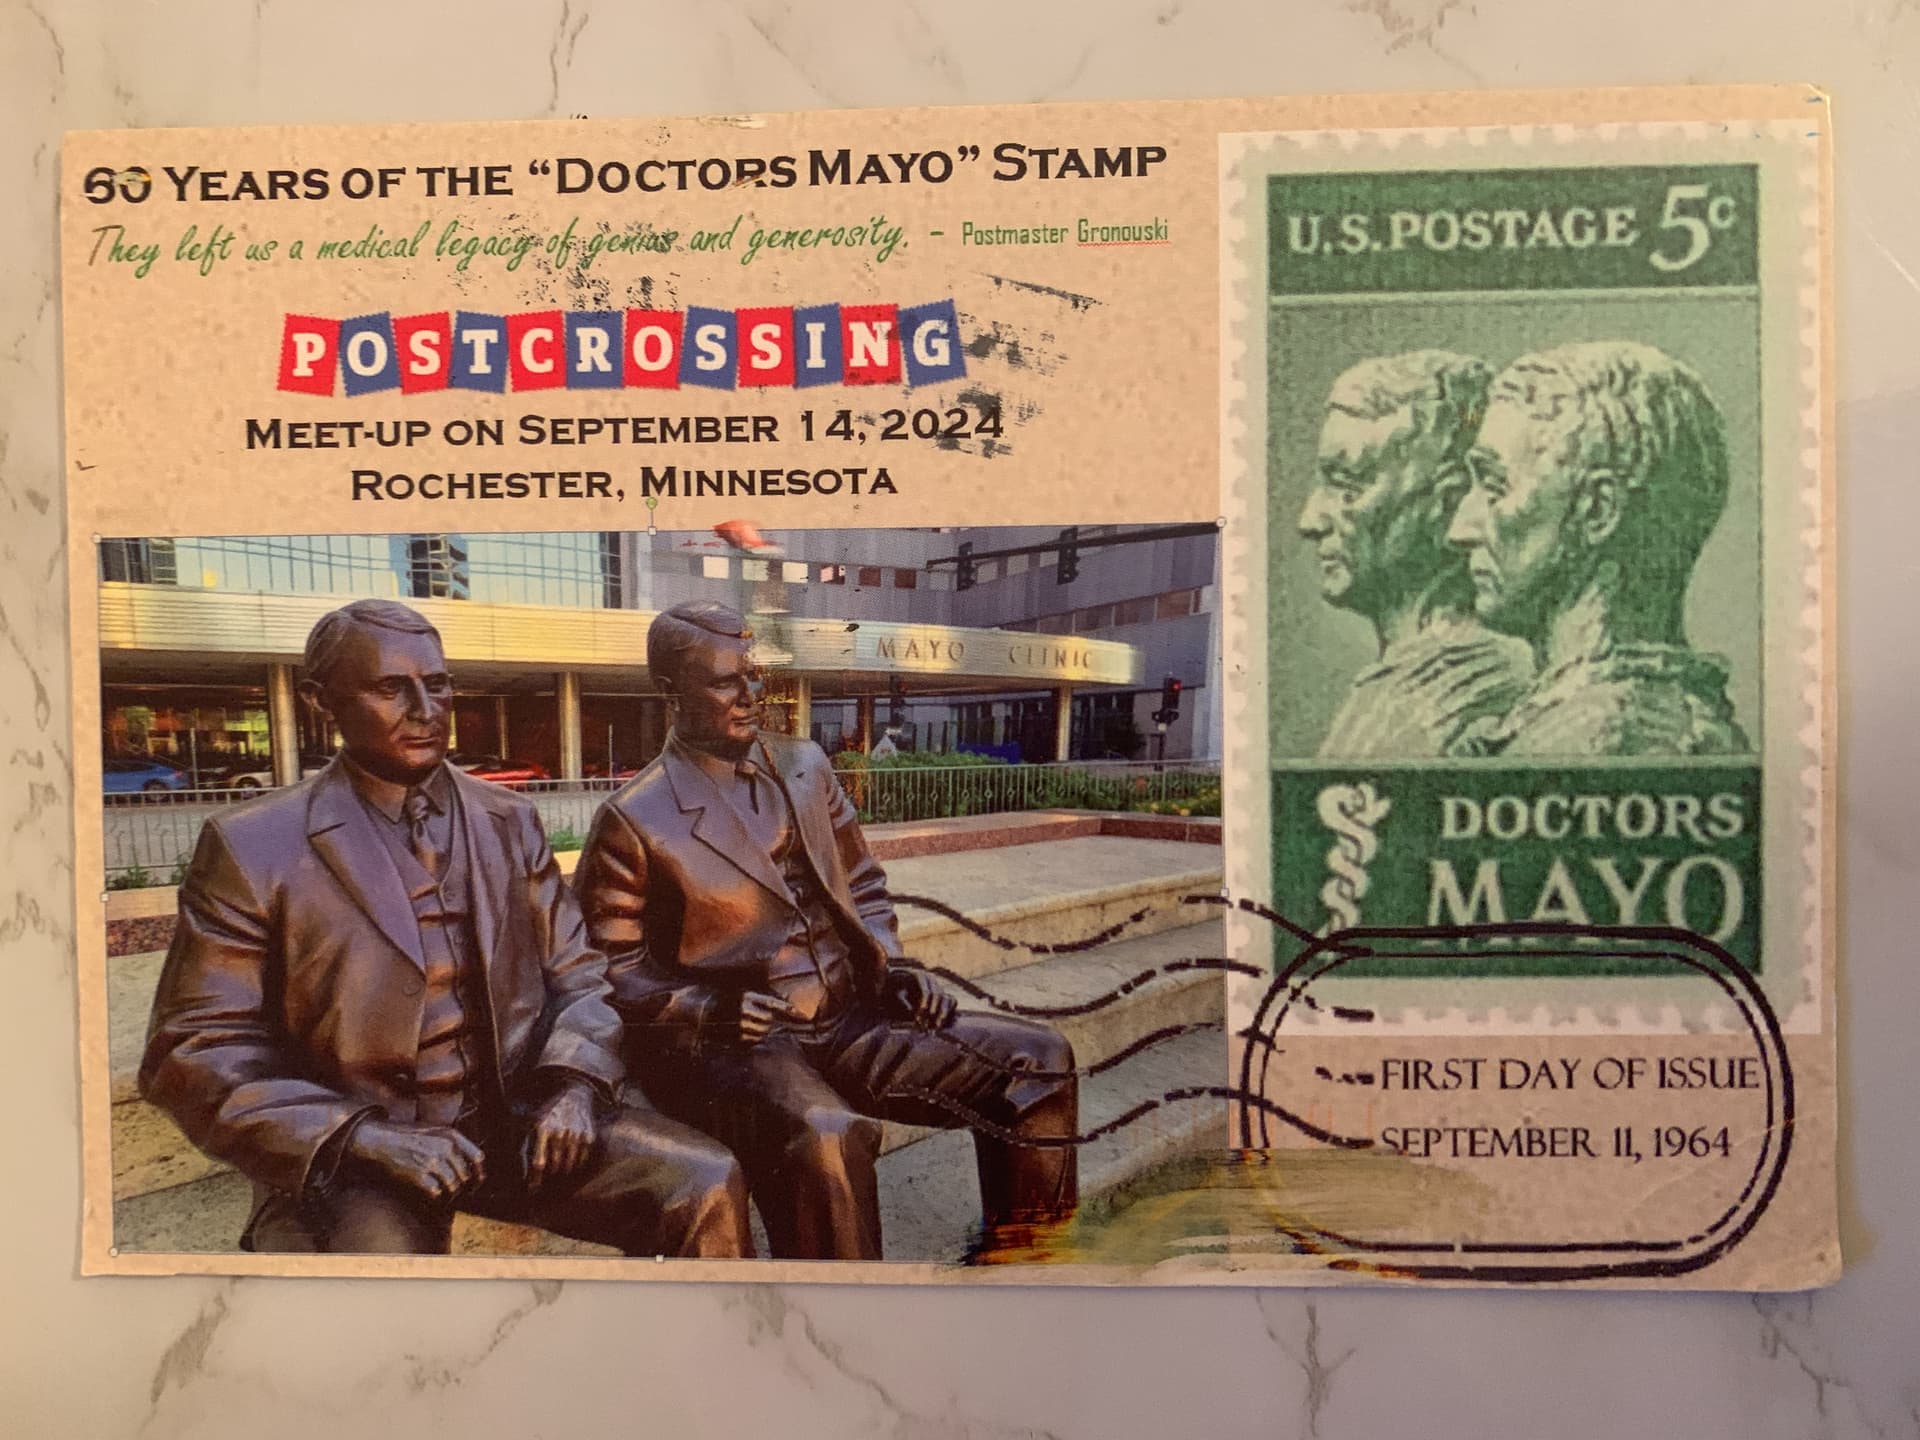 60 YEARS OF THE “DOCTORS MAYO” STAMP
They left us a medical legacy of genius and generosity. – Postmaster Gronouski
POSTCROSSING
MEET-UP ON SEPTEMBER 14, 2024
ROCHESTER, MINNESOTA
MAYO CLINIC
U.S. POSTAGE 5c
DOCTORS
MAYO
FIRST DAY OF ISSUE
SEPTEMBER 11, 1964